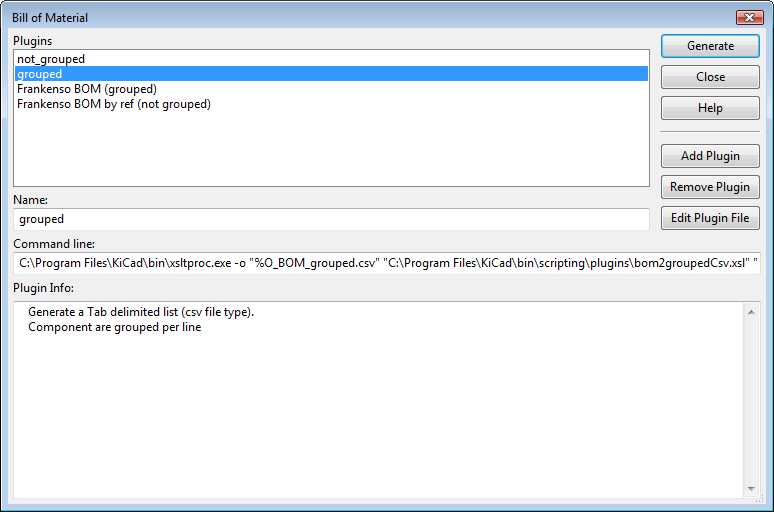 Bill of Material
Plugins
not_grouped
grouped
Frankenso BOM (grouped)
Frankenso BOM by ref (not grouped)
Generate
Close
Help
Add Plugin
Remove Plugin
Edit Plugin File
Name:
grouped
Command line:
C:\Program Files\KiCad\bin\xsltproc.exe -o "%O_BOM_grouped.csv" "C:\Program Files\KiCad\bin\scripting\plugins\bom2groupedCsv.xsl" "
Plugin Info:
Generate a Tab delimited list (csv file type).
Component are grouped per line